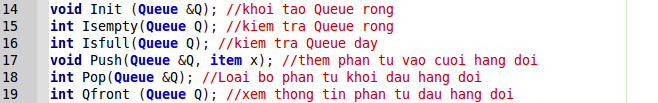 14 void Init (Queue &Q); //khoi tao Queue rong
15 int Isempty(Queue Q); //kiem tra Queue rong
16 int Isfull(Queue Q); //kiem tra Queue day
17 void Push(Queue &Q, item x); //them phan tu vao cuoi hang doi
18 int Pop(Queue &Q); //Loai bo phan tu khoi dau hang doi
19 int Qfront (Queue Q); //xem thong tin phan tu dau hang doi